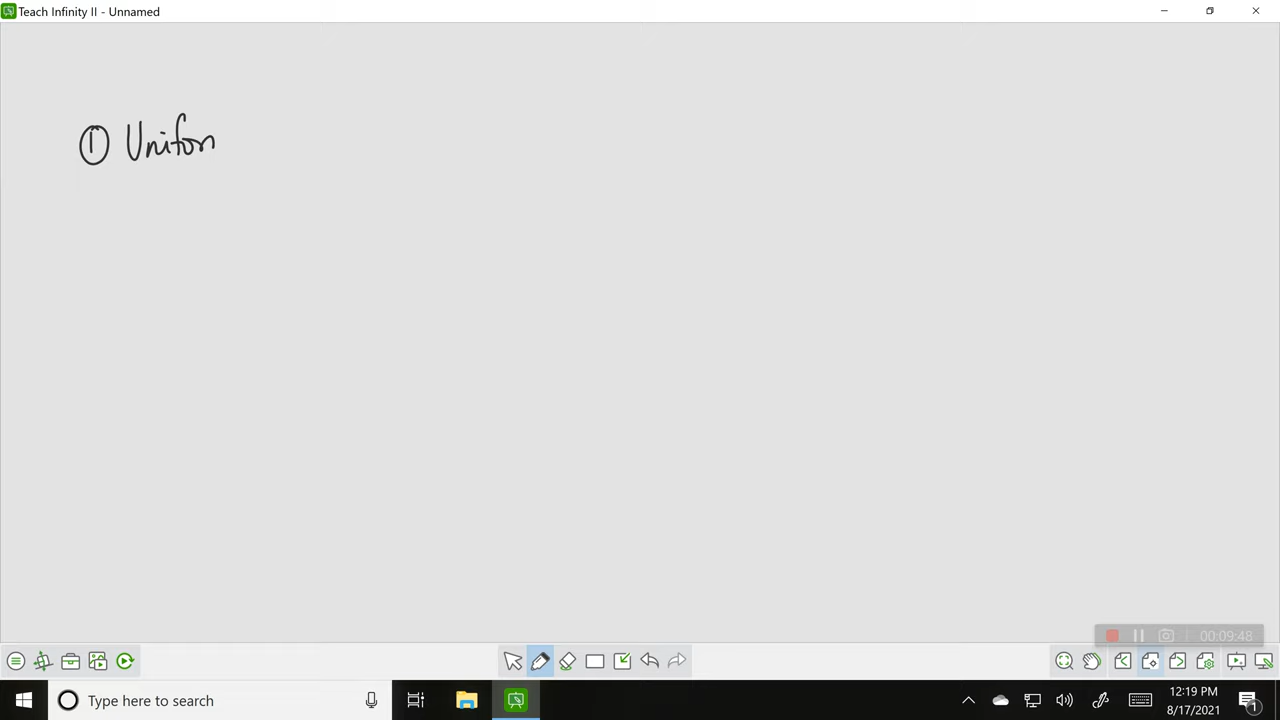 Teach Infinity II - Unnamed
① Unifor
00:09:48
Type here to search
12:19 PM
8/17/2021
1